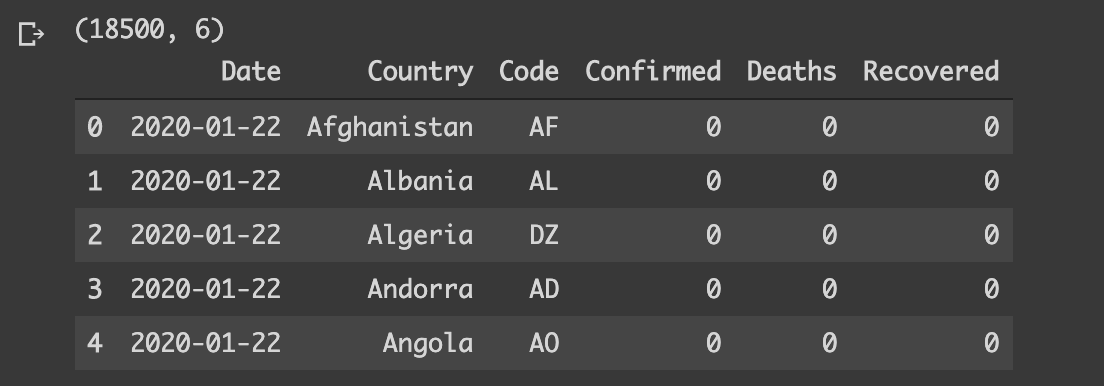 (18500, 6)
Date Country Code Confirmed Deaths Recovered
0 2020-01-22 Afghanistan AF 0 0 0
1 2020-01-22 Albania AL 0 0 0
2 2020-01-22 Algeria DZ 0 0 0
3 2020-01-22 Andorra AD 0 0 0
4 2020-01-22 Angola AO 0 0 0